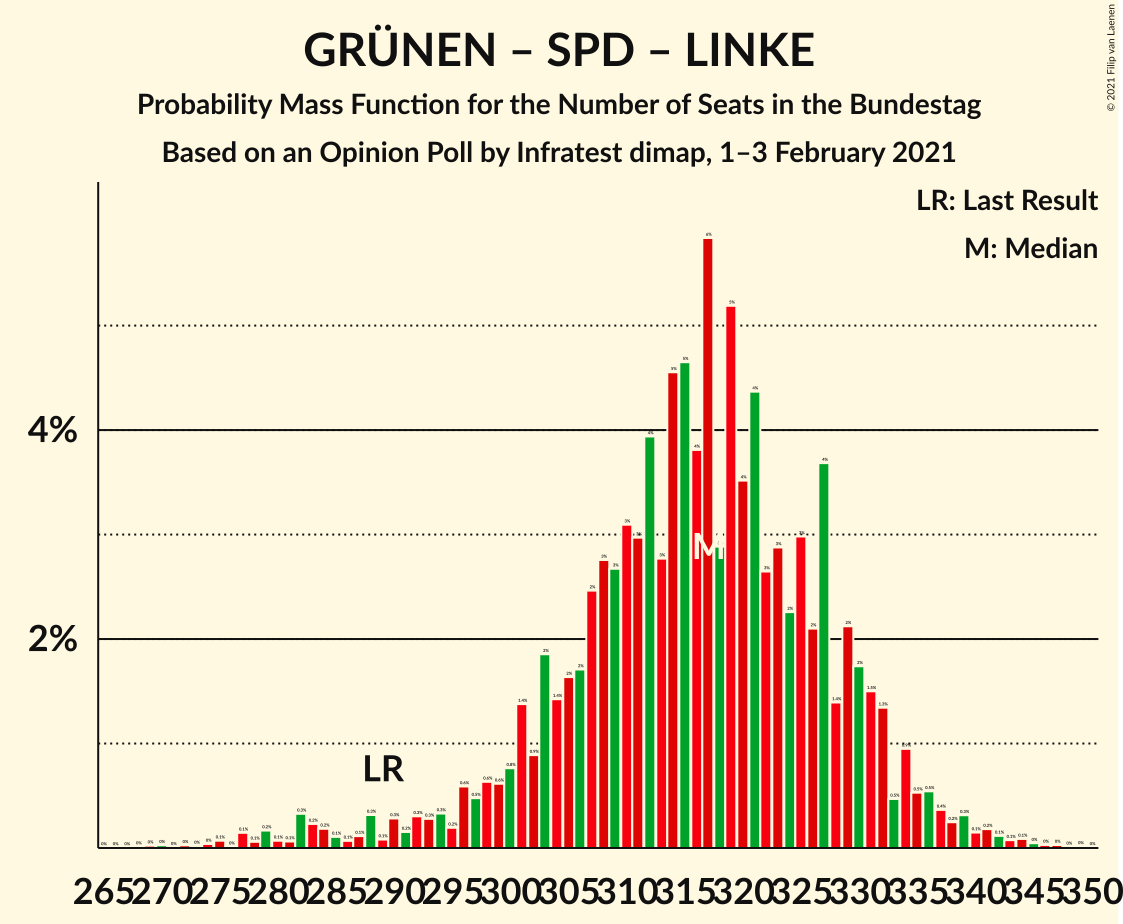 GRÜNEN – SPD – LINKE
Probability Mass Function for the Number of Seats in the Bundestag
Based on an Opinion Poll by Infratest dimap, 1–3 February 2021
© 2021 Filip van Laenen
LR: Last Result
M: Median
4%
2%
LR
M
265 270 275 280 285 290 295 300 305 310 315 320 325 330 335 340 345 350